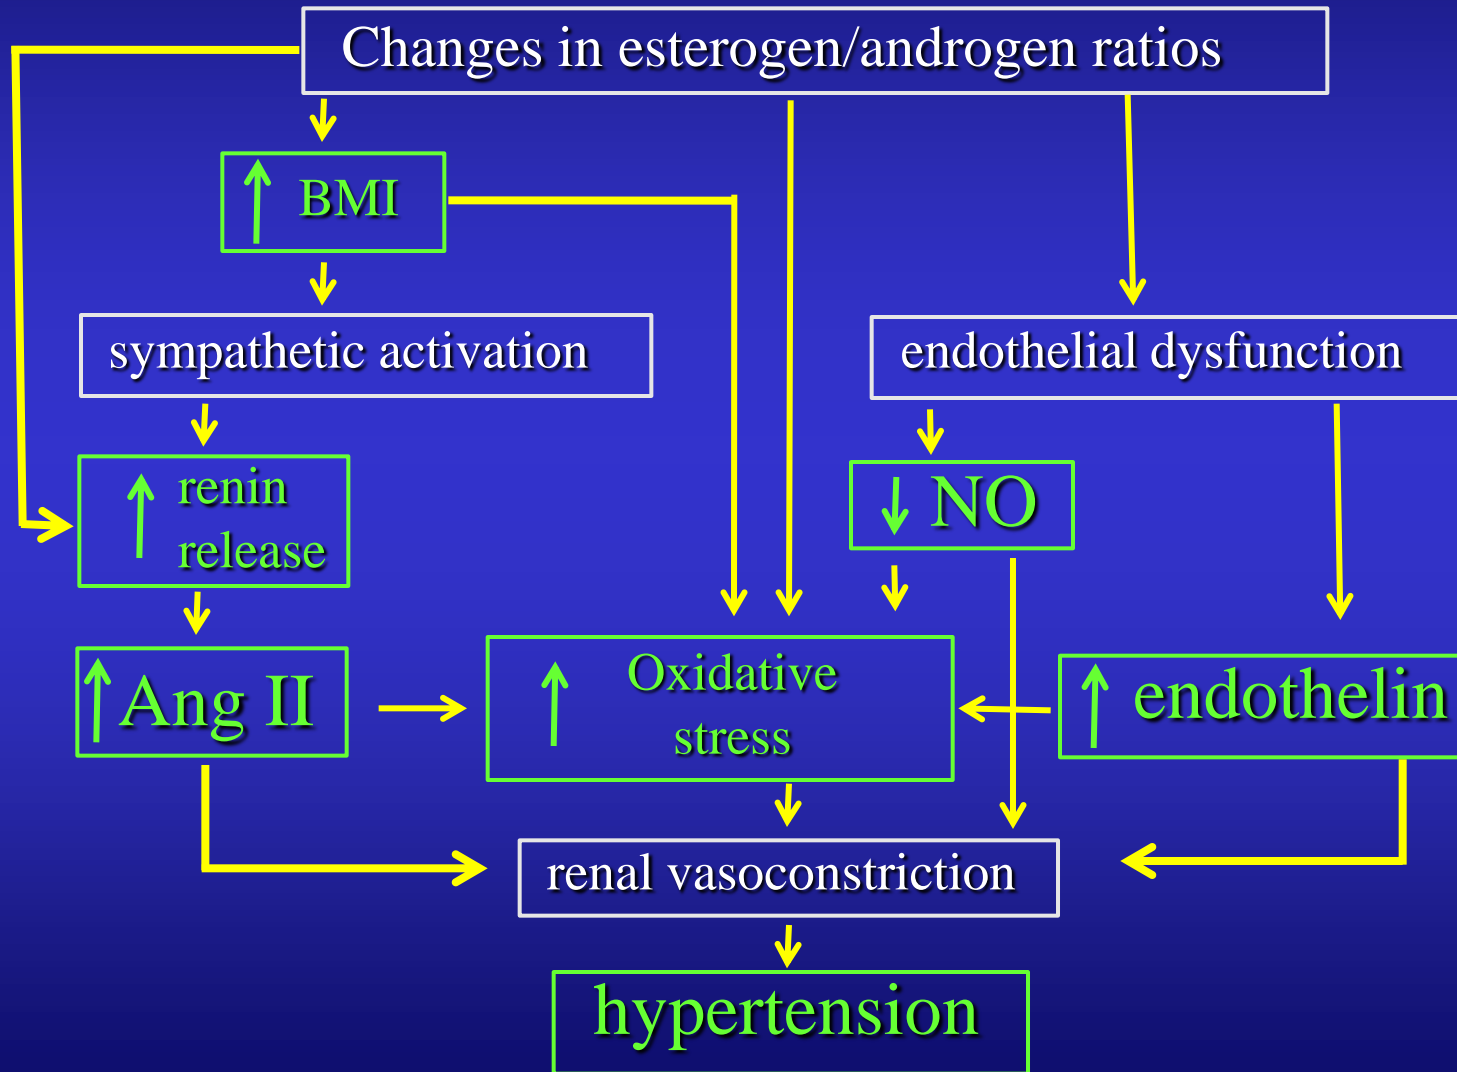 Changes in esterogen/androgen ratios
↑ BMI
sympathetic activation
endothelial dysfunction
↑ renin
release
↓ NO
↑ Ang II
↑ Oxidative
stress
↑ endothelin
renal vasoconstriction
hypertension